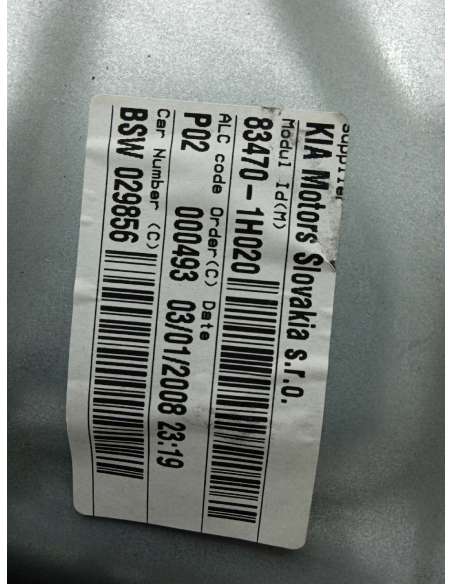 Supplier
KIA Motors Slovakia s.r.o.
Modul Id(M)
83470-1H020
ALC code Order(C) Date
P02 000493 03/01/2008 23:19
Car Number (C)
BSW 029856